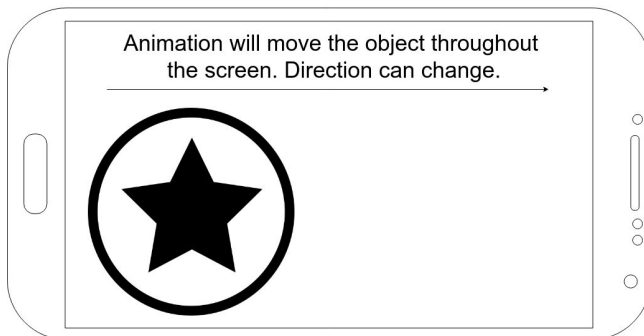 Animation will move the object throughout
the screen. Direction can change.